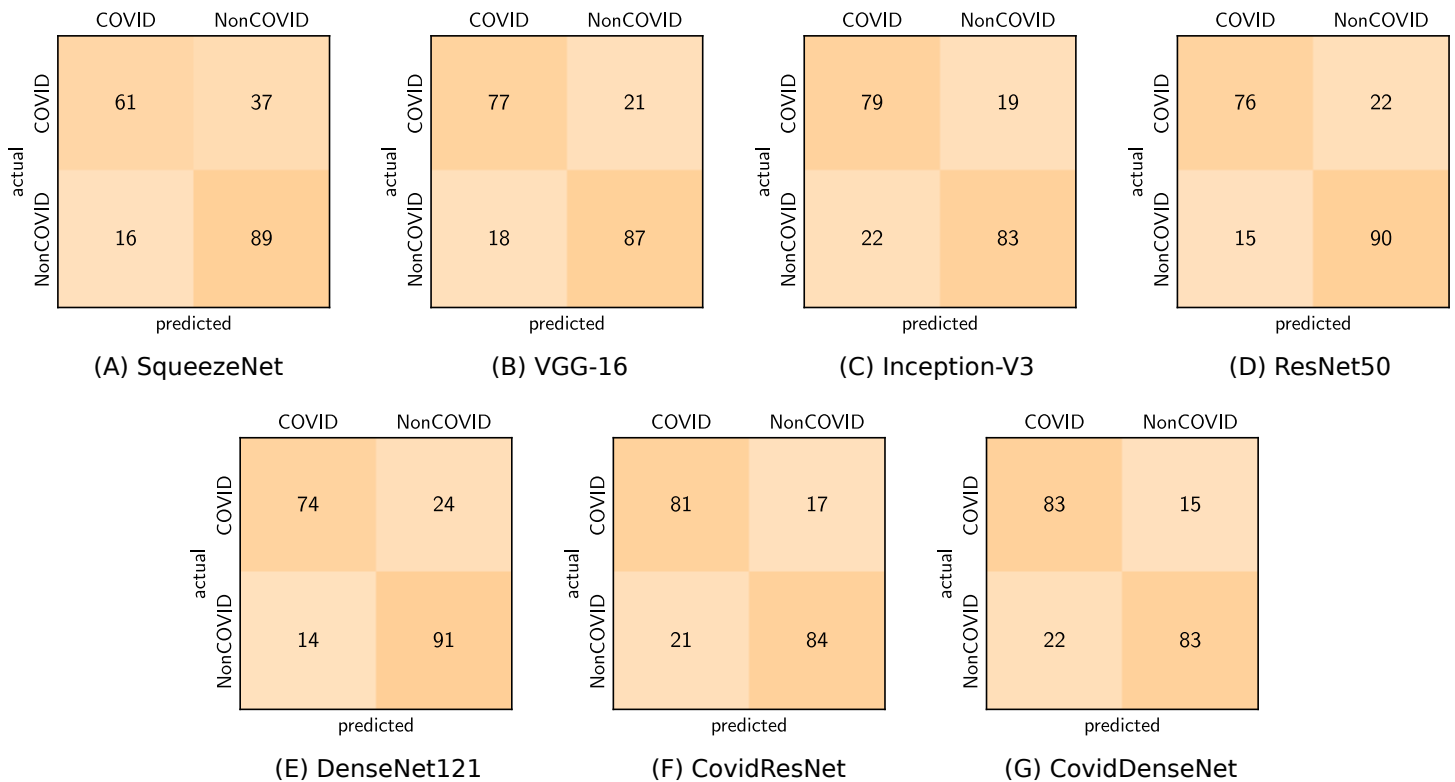 COVID NonCOVID COVID NonCOVID COVID NonCOVID COVID NonCOVID
COVID 61 37 COVID 77 21 COVID 79 19 COVID 76 22
actual actual actual actual
NonCOVID 16 89 NonCOVID 18 87 NonCOVID 22 83 NonCOVID 15 90
predicted predicted predicted predicted
(A) SqueezeNet (B) VGG-16 (C) Inception-V3 (D) ResNet50
COVID NonCOVID COVID NonCOVID COVID NonCOVID
COVID 74 24 COVID 81 17 COVID 83 15
actual actual actual
NonCOVID 14 91 NonCOVID 21 84 NonCOVID 22 83
predicted predicted predicted
(E) DenseNet121 (F) CovidResNet (G) CovidDenseNet